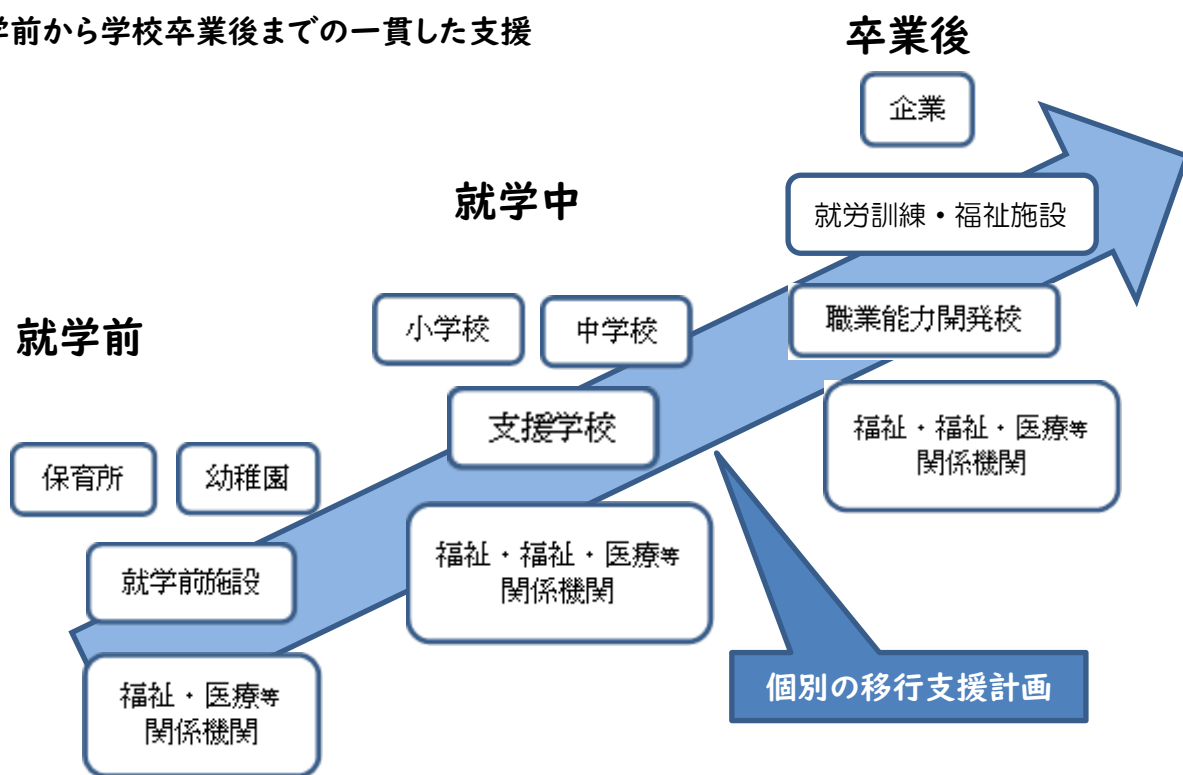 学前から学校卒業後までの一貫した支援
卒業後
企業
就労訓練・福祉施設
職業能力開発校
福祉・福祉・医療等
関係機関
就学中
小学校
中学校
支援学校
福祉・福祉・医療等
関係機関
就学前
保育所
幼稚園
就学前施設
福祉・医療等
関係機関
個別の移行支援計画